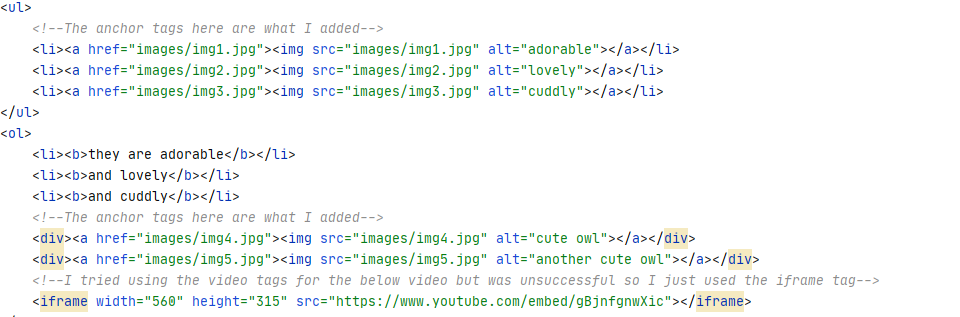 <ul>
<!--The anchor tags here are what I added-->
<li><a href="images/img1.jpg"><img src="images/img1.jpg" alt="adorable"></a></li>
<li><a href="images/img2.jpg"><img src="images/img2.jpg" alt="lovely"></a></li>
<li><a href="images/img3.jpg"><img src="images/img3.jpg" alt="cuddly"></a></li>
</ul>
<ol>
<li><b>they are adorable</b></li>
<li><b>and lovely</b></li>
<li><b>and cuddly</b></li>
<!--The anchor tags here are what I added-->
<div><a href="images/img4.jpg"><img src="images/img4.jpg" alt="cute owl"></a></div>
<div><a href="images/img5.jpg"><img src="images/img5.jpg" alt="another cute owl"></a></div>
<!--I tried using the video tags for the below video but was unsuccessful so I just used the iframe tag-->
<iframe width="560" height="315" src="https://www.youtube.com/embed/gBjnfgnwXic"></iframe>